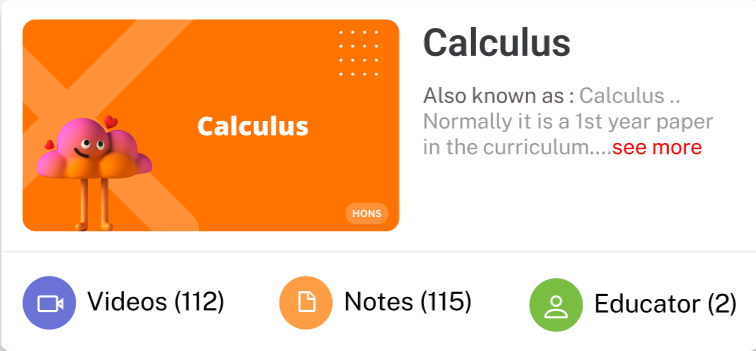 Calculus
HONS
Calculus
Also known as : Calculus ..
Normally it is a 1st year paper
in the curriculum....see more
Videos (112)
Notes (115)
Educator (2)